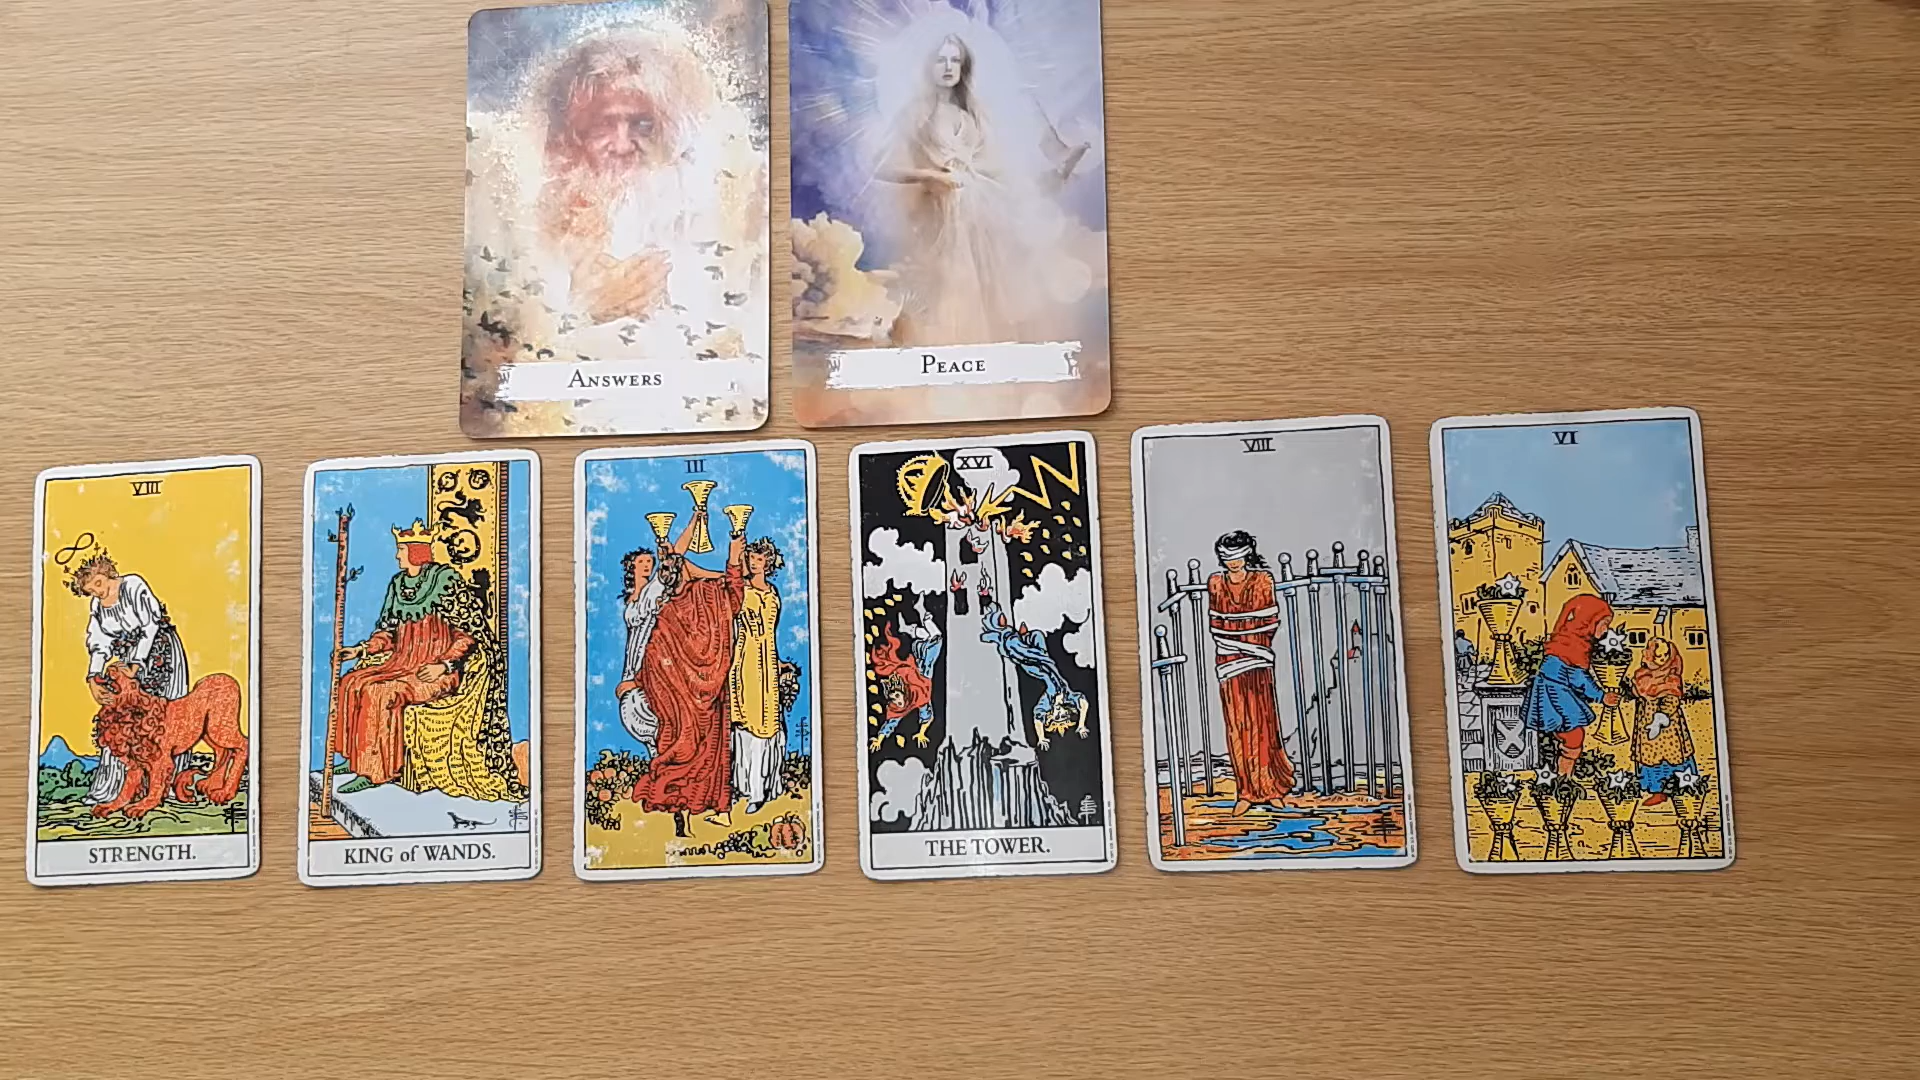 ANSWERS
PEACE
VIII
STRENGTH.
KING of WANDS.
III
XVI
THE TOWER.
VIII
VI